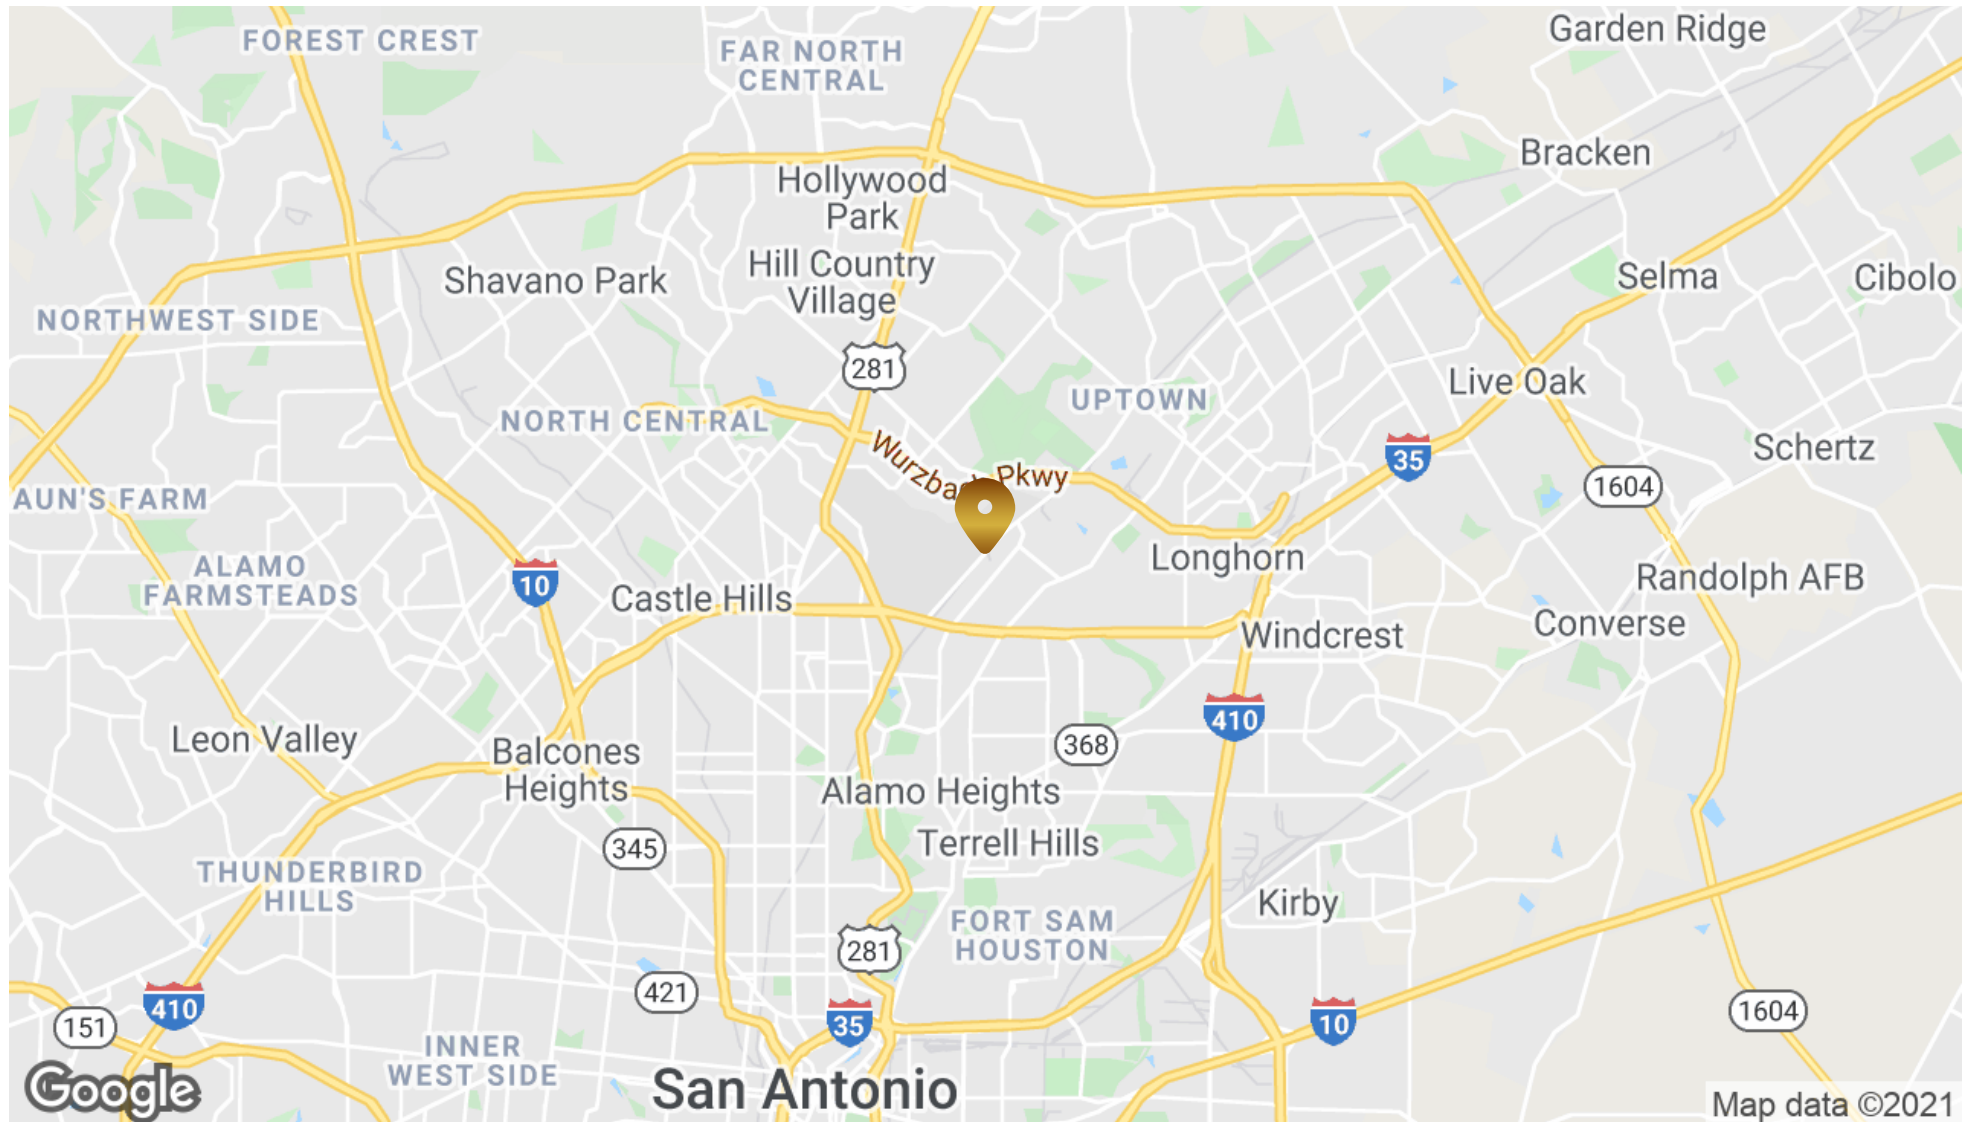 FOREST CREST
FAR NORTH
CENTRAL
Garden Ridge
Bracken
Hollywood
Park
Shavano Park
Hill Country
Village
Selma
Cibolo
NORTHWEST SIDE
281
Live Oak
UPTOWN
NORTH CENTRAL
Schertz
35
Pkwy
1604
AUN'S FARM
Longhorn
ALAMO
FARMSTEADS
10
Castle Hills
Randolph AFB
Converse
Windcrest
410
Leon Valley
368
Balcones
Heights
Alamo Heights
Terrell Hills
345
THUNDERBIRD
HILLS
Kirby
FORT SAM
HOUSTON
281
421
410
151
35
10
1604
INNER
WEST SIDE
San Antonio
Google
Map data ©2021